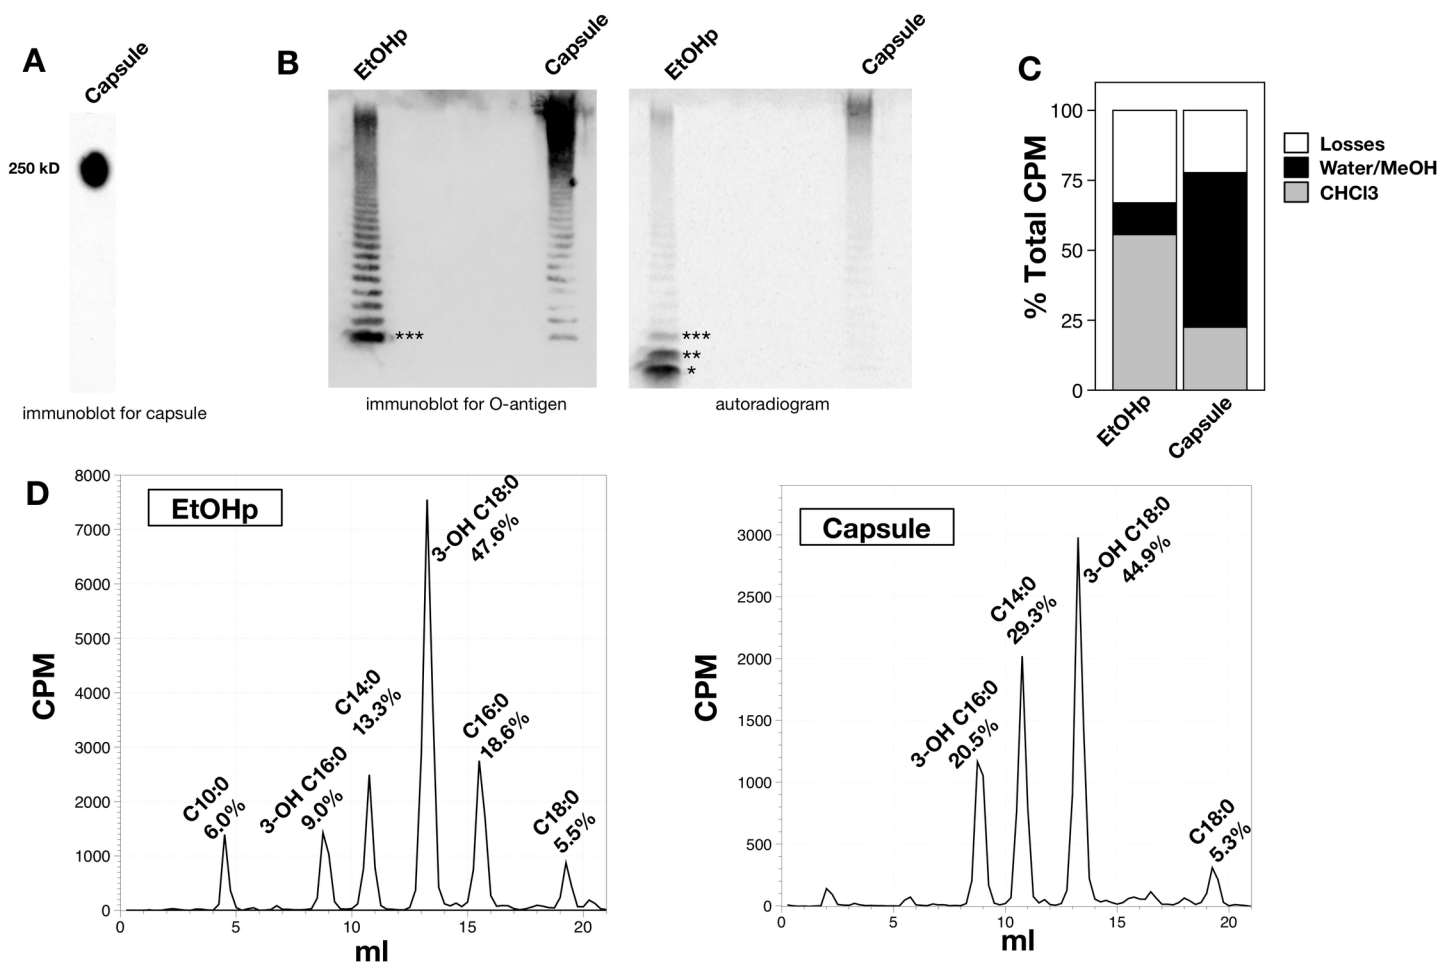 A
Capsule
250 kD
immunoblot for capsule
B
EtOHp
Capsule
***
immunoblot for O-antigen
EtOHp
Capsule
***
**
*
autoradiogram
C
% Total CPM
100
75
50
25
0
EtOHp
Capsule
Losses
Water/MeOH
CHCl3
D
EtOHp
CPM
8000
7000
6000
5000
4000
3000
2000
1000
0
C10:0
6.0%
3-OH C16:0
9.0%
C14:0
13.3%
3-OH C18:0
47.6%
C16:0
18.6%
C18:0
5.5%
0 5 10 15 20
ml
Capsule
CPM
3000
2500
2000
1500
1000
500
0
3-OH C16:0
20.5%
C14:0
29.3%
3-OH C18:0
44.9%
C18:0
5.3%
0 5 10 15 20
ml